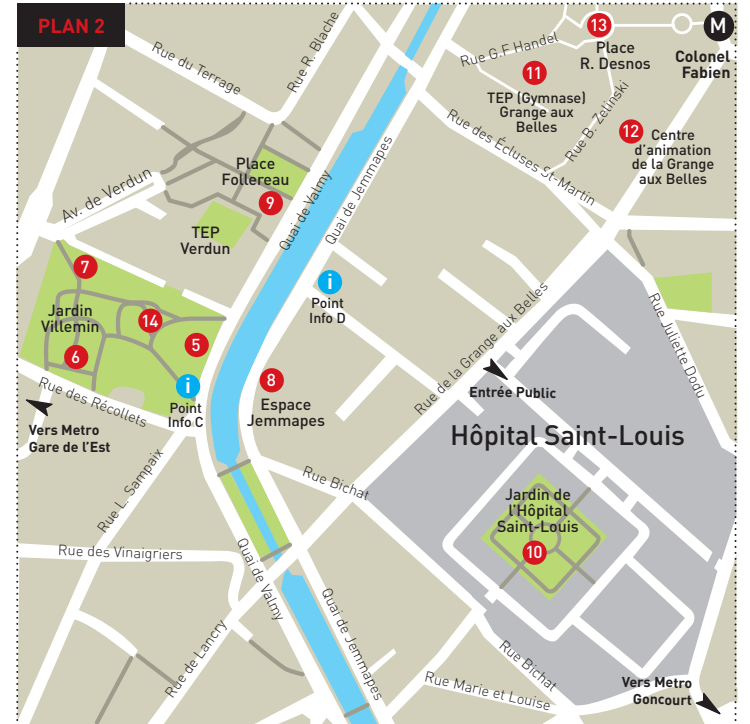 PLAN 2
Rue du Terrage
Rue R. Blache
13
Place
R. Desnos
M
Colonel
Fabien
Rue G.F Handel
11
TEP (Gymnase)
Grange aux
Belles
Rue B. Zelinski
12
Centre
d'animation
de la Grange
aux Belles
Rue des Écluses St-Martin
Place
Follereau
9
Av. de Verdun
TEP
Verdun
Quai de Valmy
Quai de Jemmapes
7
Jardin
Villemin
14
5
6
i
Point
Info D
i
Point
Info C
8
Espace
Jemmapes
Rue des Récollets
Vers Metro
Gare de l'Est
Rue L. Sampaix
Rue de la Grange aux Belles
Rue Juliette Dodu
Entrée Public
Hôpital Saint-Louis
Jardin de
l'Hôpital
Saint-Louis
10
Rue Bichat
Rue des Vinaigriers
Quai de Valmy
Quai de Jemmapes
Rue de Lancry
Rue Bichat
Rue Marie et Louise
Vers Metro
Goncourt